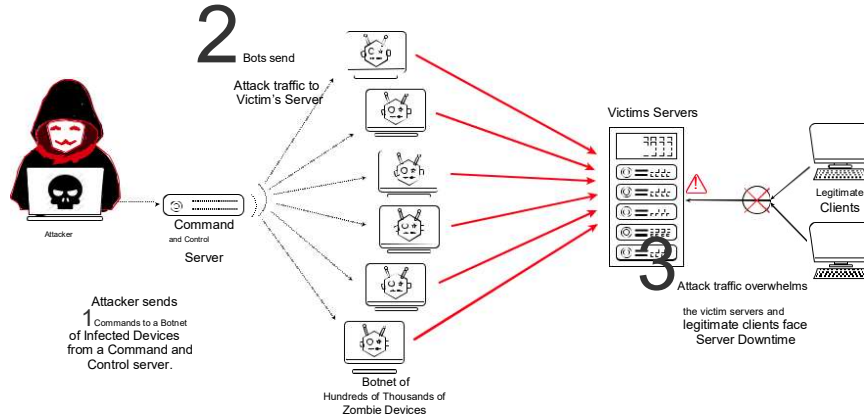 2 Bots send
Attack traffic to
Victim's Server
Victims Servers
Attacker
Command
and Control
Server
Legitimate
Clients
Attacker sends
1 Commands to a Botnet
of Infected Devices
from a Command and
Control server.
Botnet of
Hundreds of Thousands of
Zombie Devices
3 Attack traffic overwhelms
the victim servers and
legitimate clients face
Server Downtime